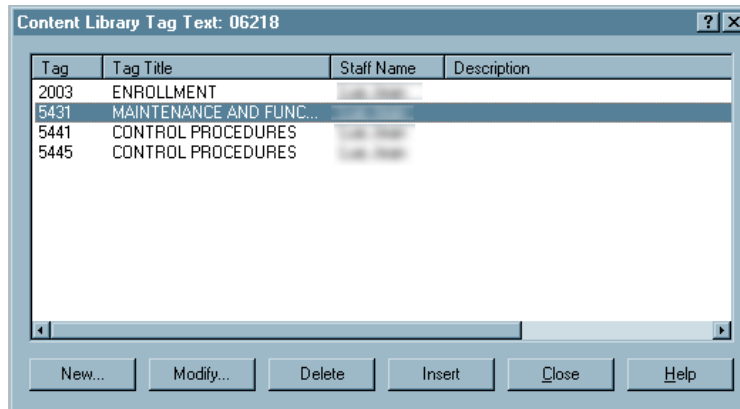 Content Library Tag Text: 06218
Tag Tag Title Staff Name Description
2003 ENROLLMENT
5431 MAINTENANCE AND FUNC...
5441 CONTROL PROCEDURES
5445 CONTROL PROCEDURES
New... Modify... Delete Insert Close Help